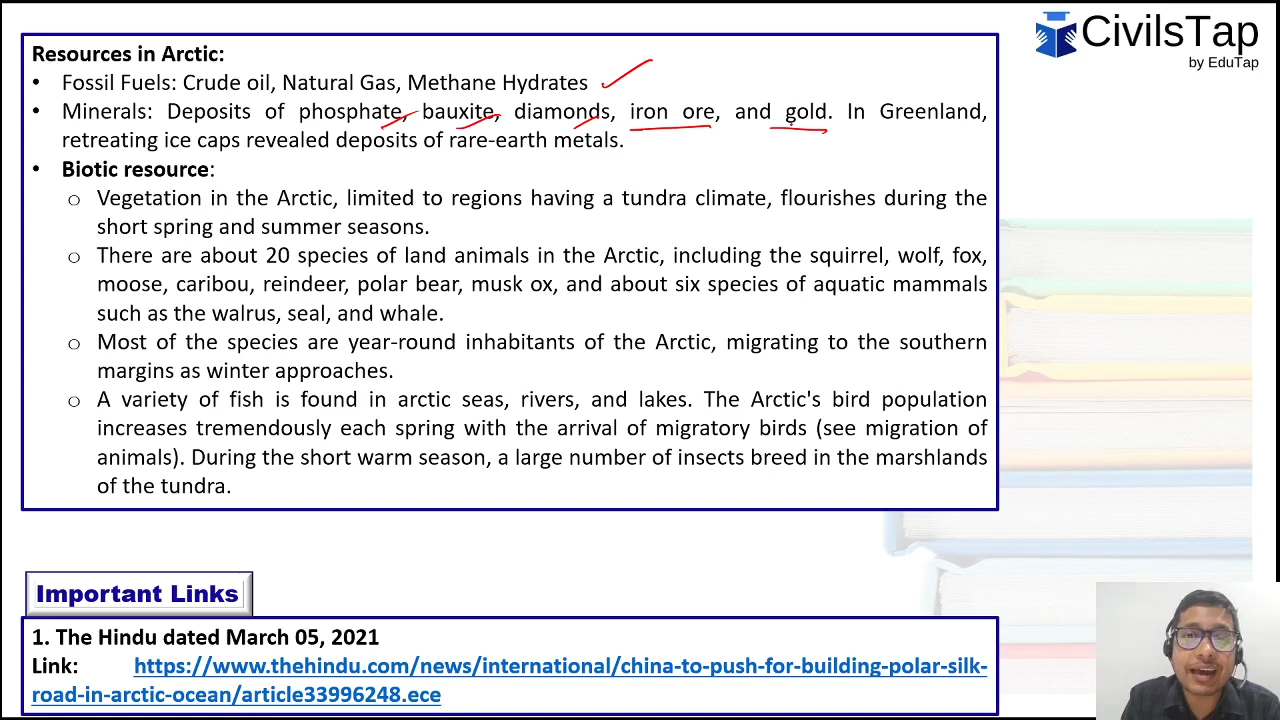 CivilsTap
by EduTap
Resources in Arctic:
• Fossil Fuels: Crude oil, Natural Gas, Methane Hydrates
• Minerals: Deposits of phosphate, bauxite, diamonds, iron ore, and gold. In Greenland,
retreating ice caps revealed deposits of rare-earth metals.
• Biotic resource:
o Vegetation in the Arctic, limited to regions having a tundra climate, flourishes during the
short spring and summer seasons.
o There are about 20 species of land animals in the Arctic, including the squirrel, wolf, fox,
moose, caribou, reindeer, polar bear, musk ox, and about six species of aquatic mammals
such as the walrus, seal, and whale.
o Most of the species are year-round inhabitants of the Arctic, migrating to the southern
margins as winter approaches.
o A variety of fish is found in arctic seas, rivers, and lakes. The Arctic's bird population
increases tremendously each spring with the arrival of migratory birds (see migration of
animals). During the short warm season, a large number of insects breed in the marshlands
of the tundra.
Important Links
1. The Hindu dated March 05, 2021
Link: https://www.thehindu.com/news/international/china-to-push-for-building-polar-silk-
road-in-arctic-ocean/article33996248.ece